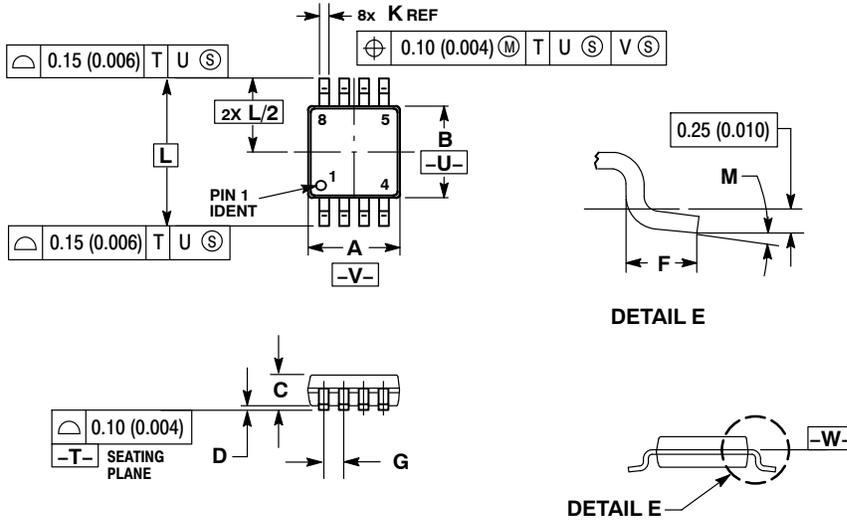 8x K REF
0.10 (0.004) Ⓜ T U Ⓢ V Ⓢ
0.15 (0.006) T U Ⓢ
2X L/2
8 5
B
-U-
L
1
4
PIN 1
IDENT
0.15 (0.006) T U Ⓢ
A
-V-
0.25 (0.010)
M
F
DETAIL E
C
0.10 (0.004)
-T- SEATING
PLANE
D
G
-W-
DETAIL E